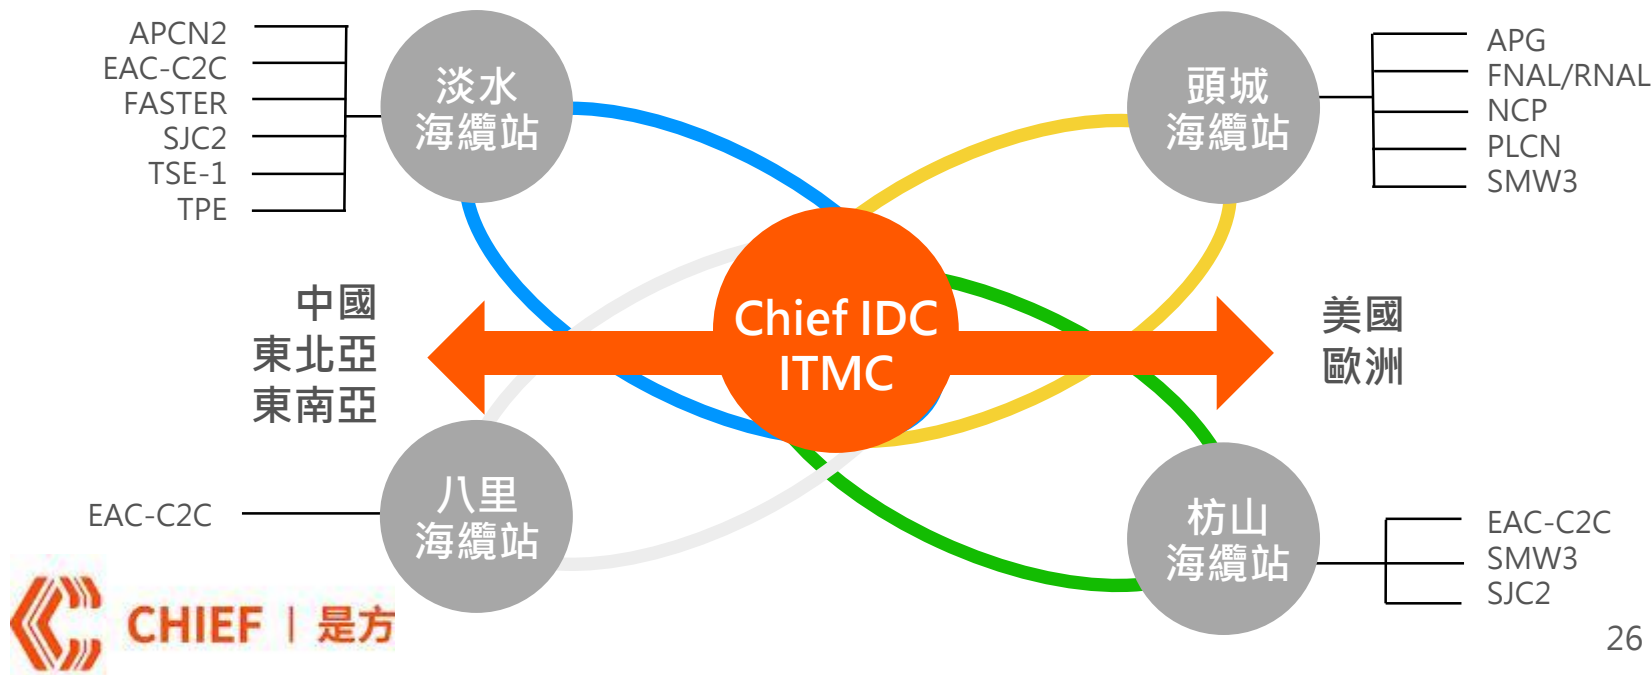 APCN2
EAC-C2C
FASTER
SJC2
TSE-1
TPE
淡水
海纜站
頭城
海纜站
APG
FNAL/RNAL
NCP
PLCN
SMW3
中國
東北亞
東南亞
Chief IDC
ITMC
美國
歐洲
EAC-C2C
八里
海纜站
枋山
海纜站
EAC-C2C
SMW3
SJC2
CHIEF | 是方
26